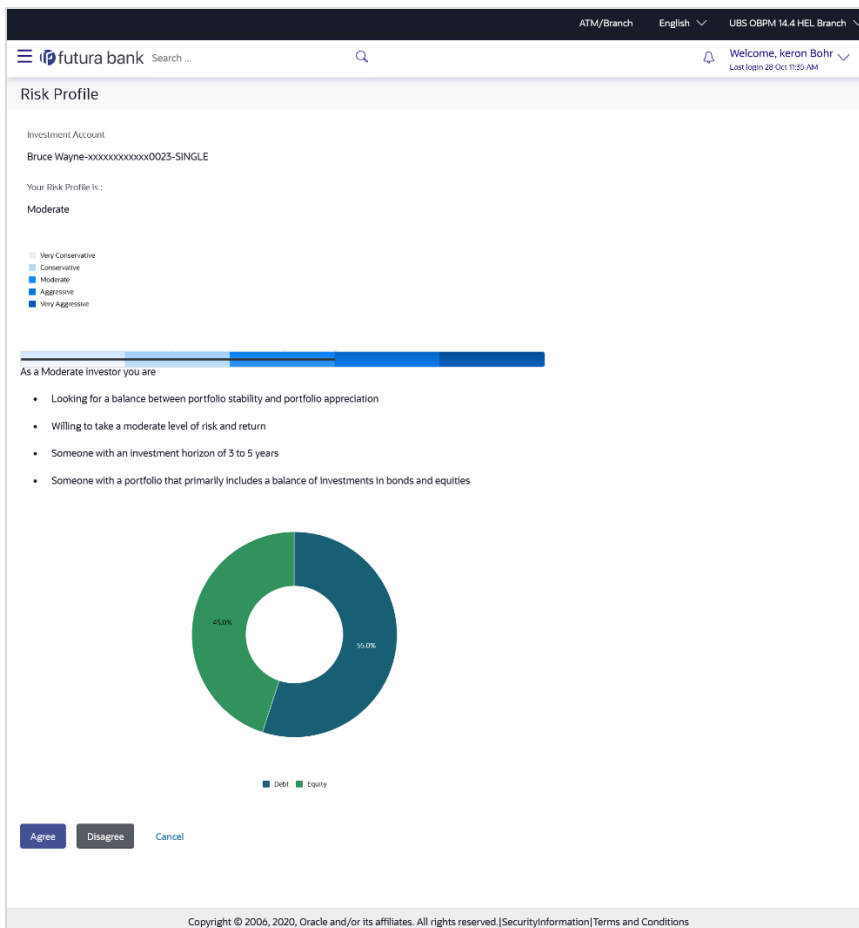 ATM/Branch English UBS OBPM 14.4 HEL Branch
futura bank Search ... Welcome, keron Bohr
Last login 28 Oct 11:35 AM
Risk Profile
Investment Account
Bruce Wayne-xxxxxxxxxxxx0023-SINGLE
Your Risk Profile is :
Moderate
Very Conservative
Conservative
Moderate
Aggressive
Very Aggressive
As a Moderate investor you are
• Looking for a balance between portfolio stability and portfolio appreciation
• Willing to take a moderate level of risk and return
• Someone with an investment horizon of 3 to 5 years
• Someone with a portfolio that primarily includes a balance of investments in bonds and equities
45.0%
55.0%
Debt Equity
Agree Disagree Cancel
Copyright © 2006, 2020, Oracle and/or its affiliates. All rights reserved.|SecurityInformation|Terms and Conditions